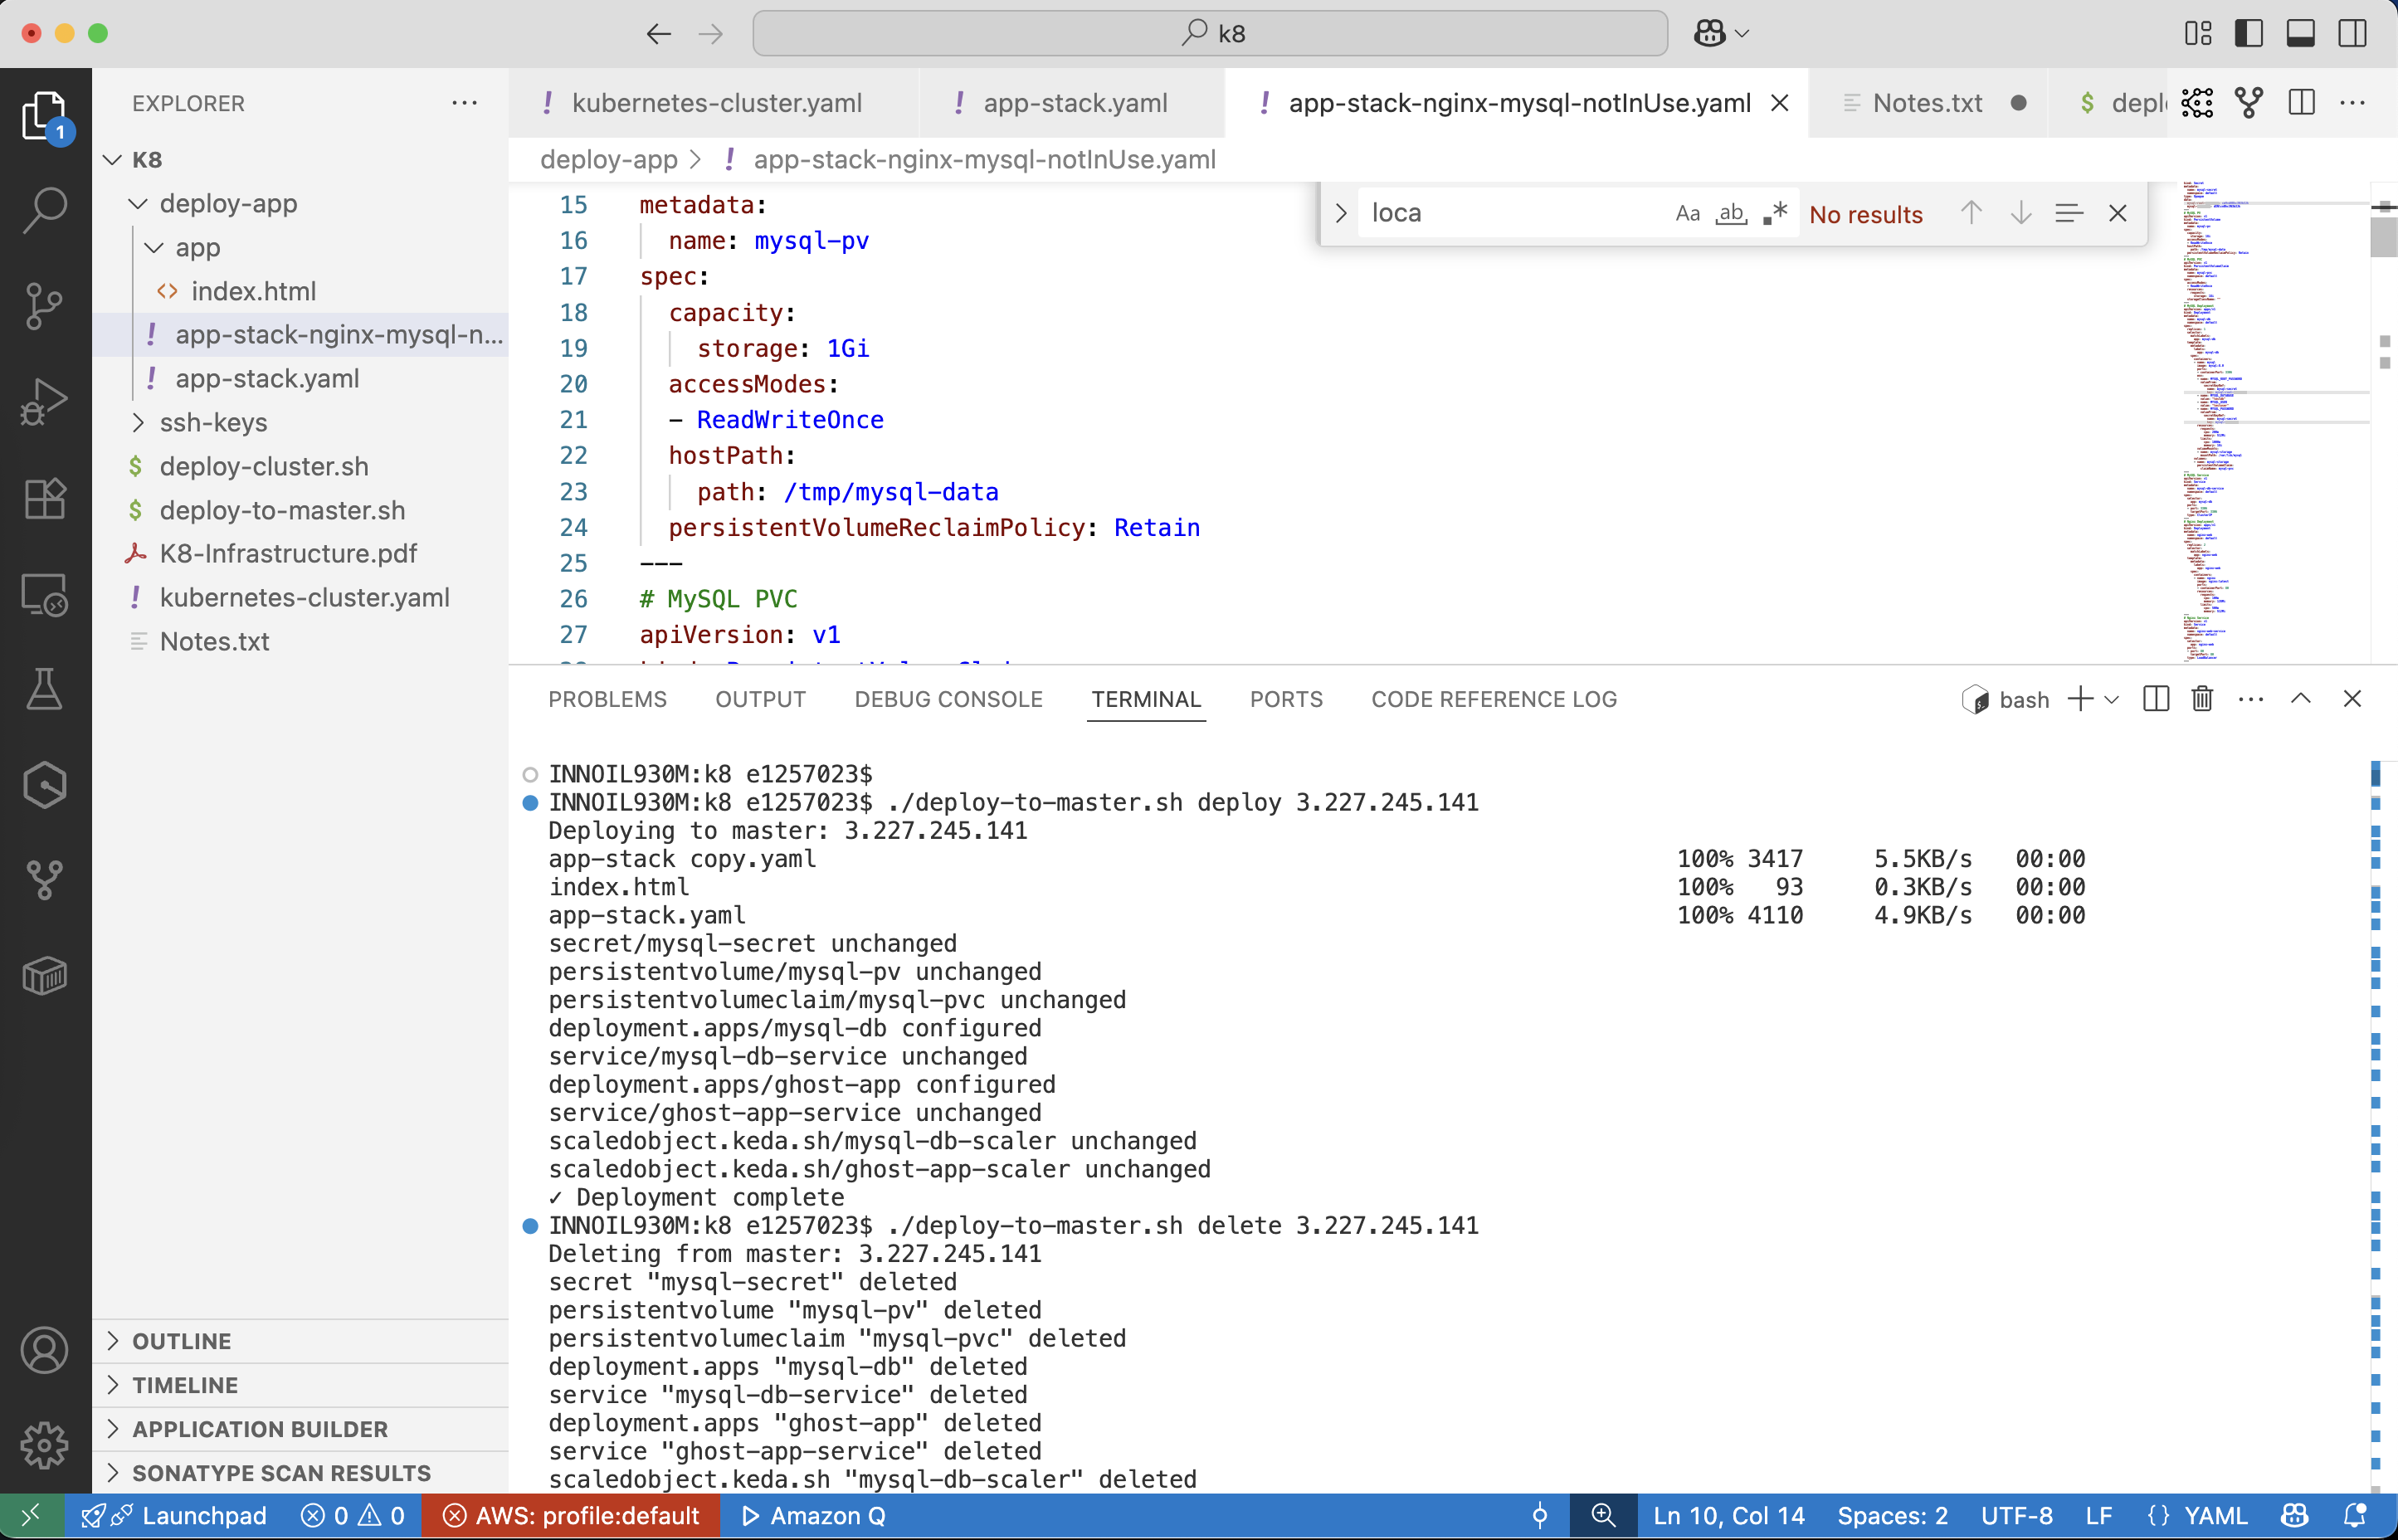 k8
EXPLORER
K8
deploy-app
app
index.html
app-stack-nginx-mysql-n...
app-stack.yaml
ssh-keys
deploy-cluster.sh
deploy-to-master.sh
K8-Infrastructure.pdf
kubernetes-cluster.yaml
Notes.txt
OUTLINE
TIMELINE
APPLICATION BUILDER
SONATYPE SCAN RESULTS
1
kubernetes-cluster.yaml
app-stack.yaml
app-stack-nginx-mysql-notInUse.yaml
Notes.txt
depl
deploy-app > app-stack-nginx-mysql-notInUse.yaml
loca
Aa ab .* No results
15 metadata:
16 name: mysql-pv
17 spec:
18 capacity:
19 storage: 1Gi
20 accessModes:
21 - ReadWriteOnce
22 hostPath:
23 path: /tmp/mysql-data
24 persistentVolumeReclaimPolicy: Retain
25 ---
26 # MySQL PVC
27 apiVersion: v1
PROBLEMS OUTPUT DEBUG CONSOLE TERMINAL PORTS CODE REFERENCE LOG
bash
INNOIL930M:k8 e1257023$
INNOIL930M:k8 e1257023$ ./deploy-to-master.sh deploy 3.227.245.141
Deploying to master: 3.227.245.141
app-stack copy.yaml 100% 3417 5.5KB/s 00:00
index.html 100% 93 0.3KB/s 00:00
app-stack.yaml 100% 4110 4.9KB/s 00:00
secret/mysql-secret unchanged
persistentvolume/mysql-pv unchanged
persistentvolumeclaim/mysql-pvc unchanged
deployment.apps/mysql-db configured
service/mysql-db-service unchanged
deployment.apps/ghost-app configured
service/ghost-app-service unchanged
scaledobject.keda.sh/mysql-db-scaler unchanged
scaledobject.keda.sh/ghost-app-scaler unchanged
✓ Deployment complete
INNOIL930M:k8 e1257023$ ./deploy-to-master.sh delete 3.227.245.141
Deleting from master: 3.227.245.141
secret "mysql-secret" deleted
persistentvolume "mysql-pv" deleted
persistentvolumeclaim "mysql-pvc" deleted
deployment.apps "mysql-db" deleted
service "mysql-db-service" deleted
deployment.apps "ghost-app" deleted
service "ghost-app-service" deleted
scaledobject.keda.sh "mysql-db-scaler" deleted
Launchpad 0 0 AWS: profile:default Amazon Q Ln 10, Col 14 Spaces: 2 UTF-8 LF {} YAML